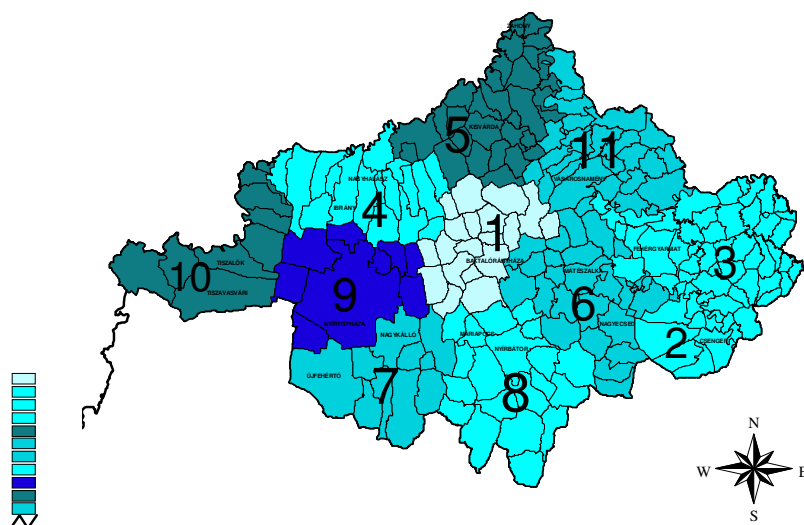 ZÁHONY
5
KISVÁRDA
11
VÁSÁROSNAMÉNY
NAGYHALÁSZ
IBRÁNY
4
1
BAKTALÓRÁNTHÁZA
FEHÉRGYARMAT
3
TISZALÖK
10
TISZAVASVÁRI
MÁTÉSZALKA
6
9
NYÍREGYHÁZA
NAGYECSED
NAGYKÁLLÓ
MÁRIAPÓCS
NYÍRBÁTOR
2
CSENGER
ÚJFEHÉRTÓ
7
8
N
W E
S